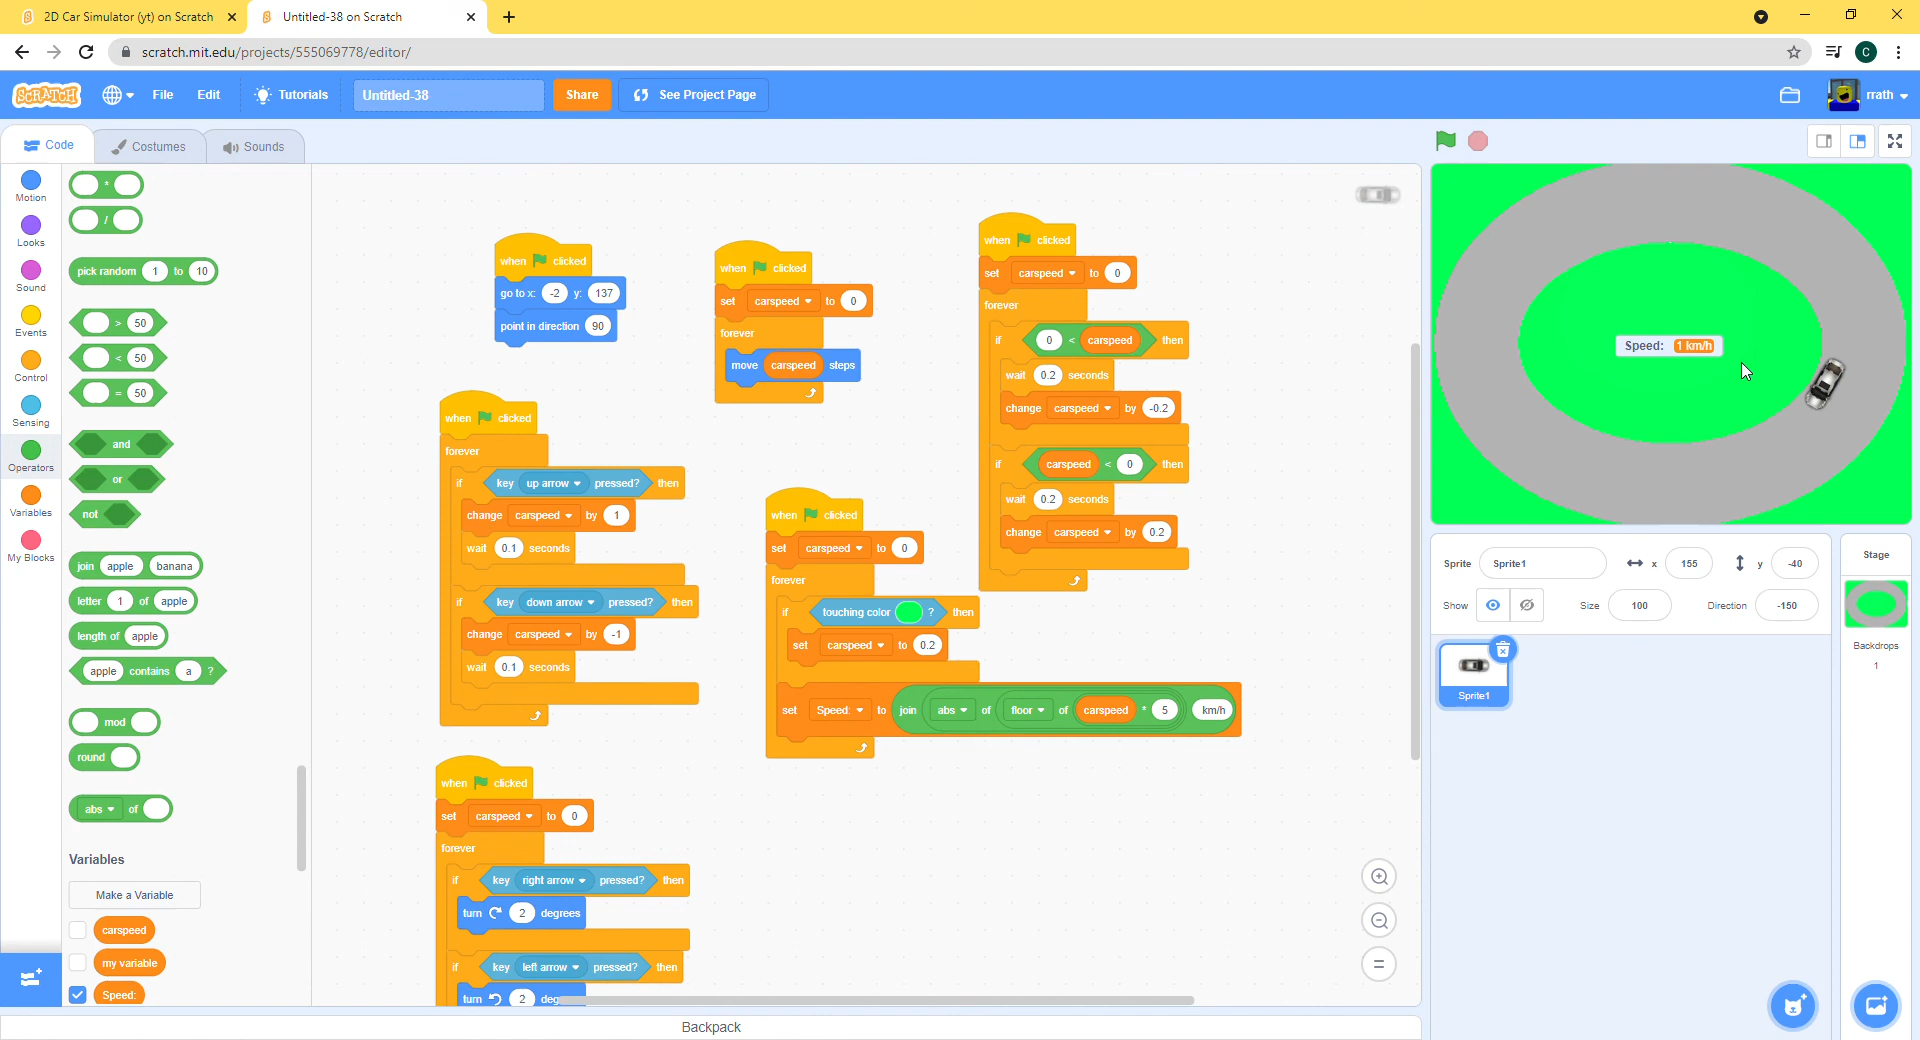 2D Car Simulator (yt) on Scratch
Untitled-38 on Scratch
scratch.mit.edu/projects/555069778/editor/
C
SCRATCH
File
Edit
Tutorials
Untitled-38
Share
See Project Page
rrath
Code
Costumes
Sounds
Motion
Looks
Sound
Events
Control
Sensing
Operators
Variables
My Blocks
*
/
pick random 1 to 10
> 50
< 50
= 50
and
or
not
join apple banana
letter 1 of apple
length of apple
apple contains a ?
mod
round
abs of
Variables
Make a Variable
carspeed
my variable
Speed:
when clicked
go to x: -2 y: 137
point in direction 90
when clicked
set carspeed to 0
forever
move carspeed steps
when clicked
set carspeed to 0
forever
if 0 < carspeed then
wait 0.2 seconds
change carspeed by -0.2
if carspeed < 0 then
wait 0.2 seconds
change carspeed by 0.2
when clicked
forever
if key up arrow pressed? then
change carspeed by 1
wait 0.1 seconds
if key down arrow pressed? then
change carspeed by -1
wait 0.1 seconds
when clicked
set carspeed to 0
forever
if touching color ? then
set carspeed to 0.2
set Speed: to join abs of floor of carspeed * 5 km/h
when clicked
set carspeed to 0
forever
if key right arrow pressed? then
turn 2 degrees
if key left arrow pressed? then
turn 2 deg
Speed: 1 km/h
Sprite Sprite1 x 155 y -40
Show Size 100 Direction -150
Sprite1
Stage
Backdrops
1
Backpack